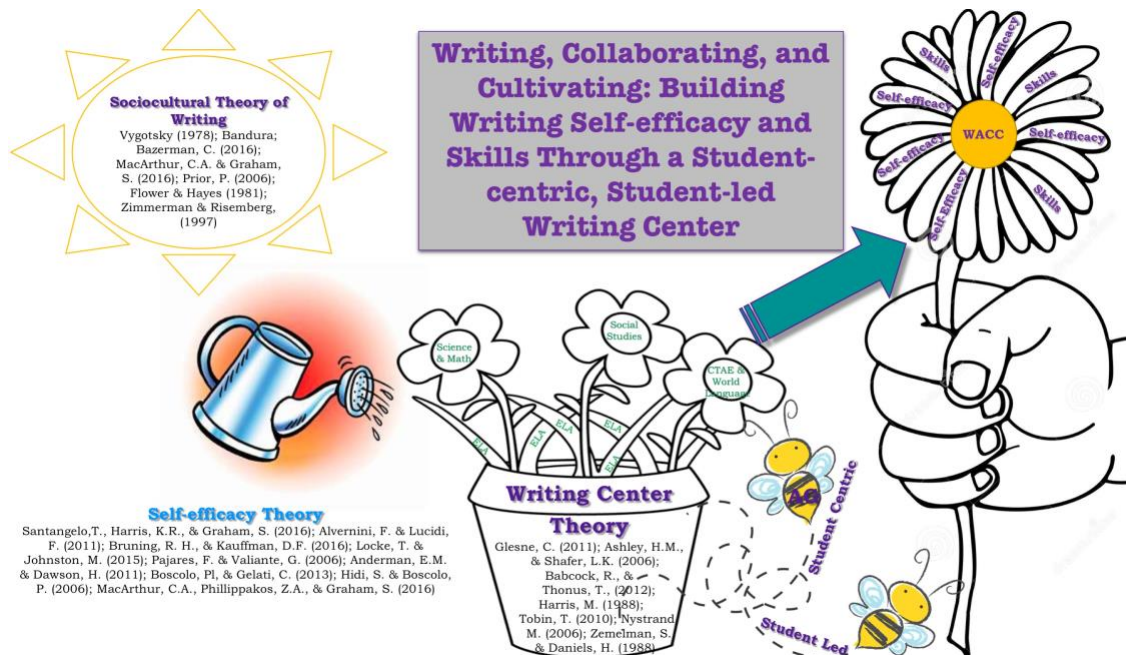 Writing, Collaborating, and
Cultivating: Building
Writing Self-efficacy and
Skills Through a Student-
centric, Student-led
Writing Center
Sociocultural Theory of
Writing
Vygotsky (1978); Bandura;
Bazerman, C. (2016);
MacArthur, C.A. & Graham,
S. (2016); Prior, P. (2006);
Flower & Hayes (1981);
Zimmerman & Risemberg,
(1997)
Skills
Self-efficacy
Skills
Self-efficacy
WACC
Self-efficacy
Self-efficacy
Skills
Self-Efficacy
Science
& Math
Social
Studies
CTAE &
World
Language
ELA
ELA
ELA
ELA
ELA
Self-efficacy Theory
Santangelo,T., Harris, K.R., & Graham, S. (2016); Alvernini, F. & Lucidi,
F. (2011); Bruning, R. H., & Kauffman, D.F. (2016); Locke, T. &
Johnston, M. (2015); Pajares, F. & Valiante, G. (2006); Anderman, E.M.
& Dawson, H. (2011); Boscolo, Pl, & Gelati, C. (2013); Hidi, S. & Boscolo,
P. (2006); MacArthur, C.A., Phillippakos, Z.A., & Graham, S. (2016)
Writing Center
Theory
Glesne, C. (2011); Ashley, H.M.,
& Shafer, L.K. (2006);
Babcock, R., &
Thonus, T., (2012);
Harris, M. (1988);
Tobin, T. (2010); Nystrand
M. (2006); Zemelman, S.
& Daniels, H. (1988)
Student Centric
Student Led